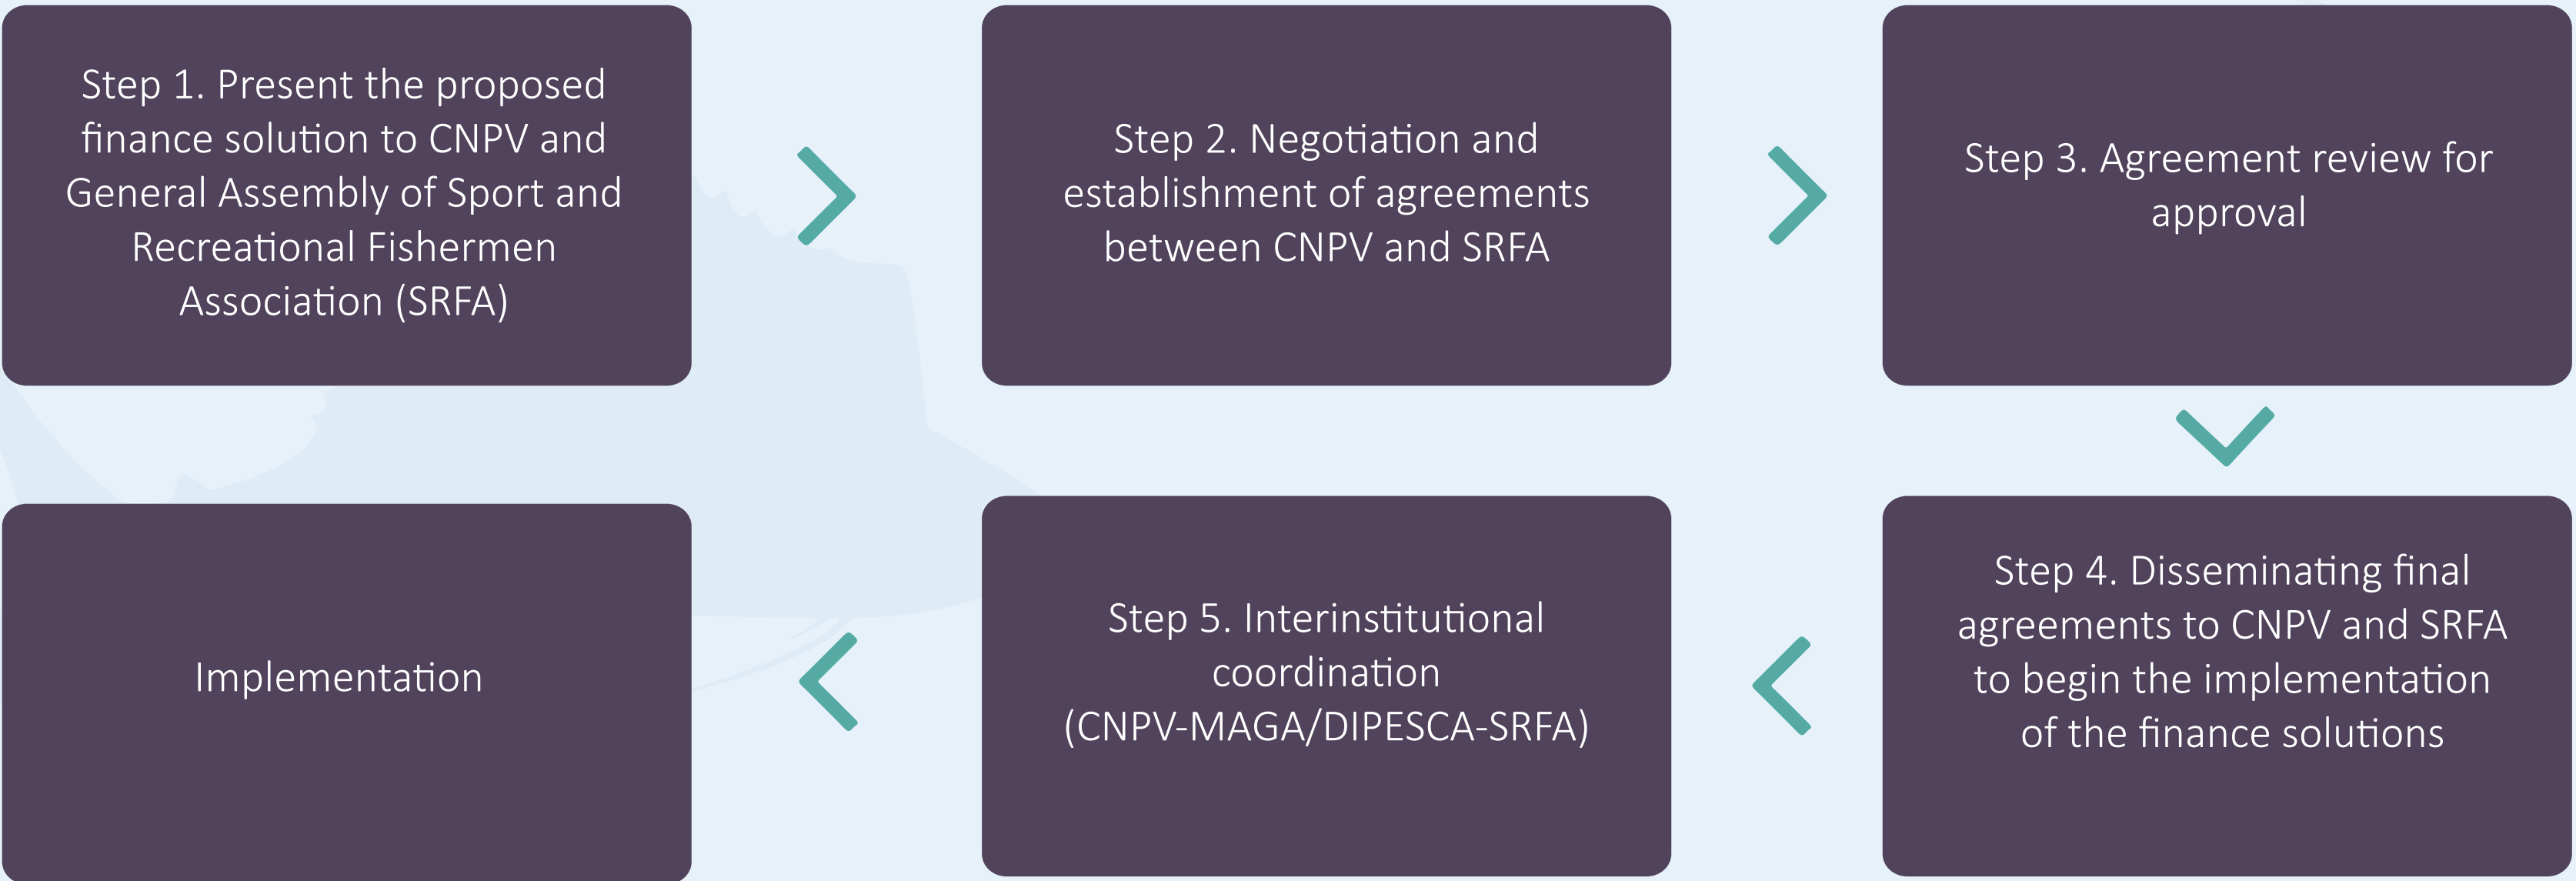 Step 1. Present the proposed
finance solution to CNPV and
General Assembly of Sport and
Recreational Fishermen
Association (SRFA)
Step 2. Negotiation and
establishment of agreements
between CNPV and SRFA
Step 3. Agreement review for
approval
Step 4. Disseminating final
agreements to CNPV and SRFA
to begin the implementation
of the finance solutions
Step 5. Interinstitutional
coordination
(CNPV-MAGA/DIPESCA-SRFA)
Implementation